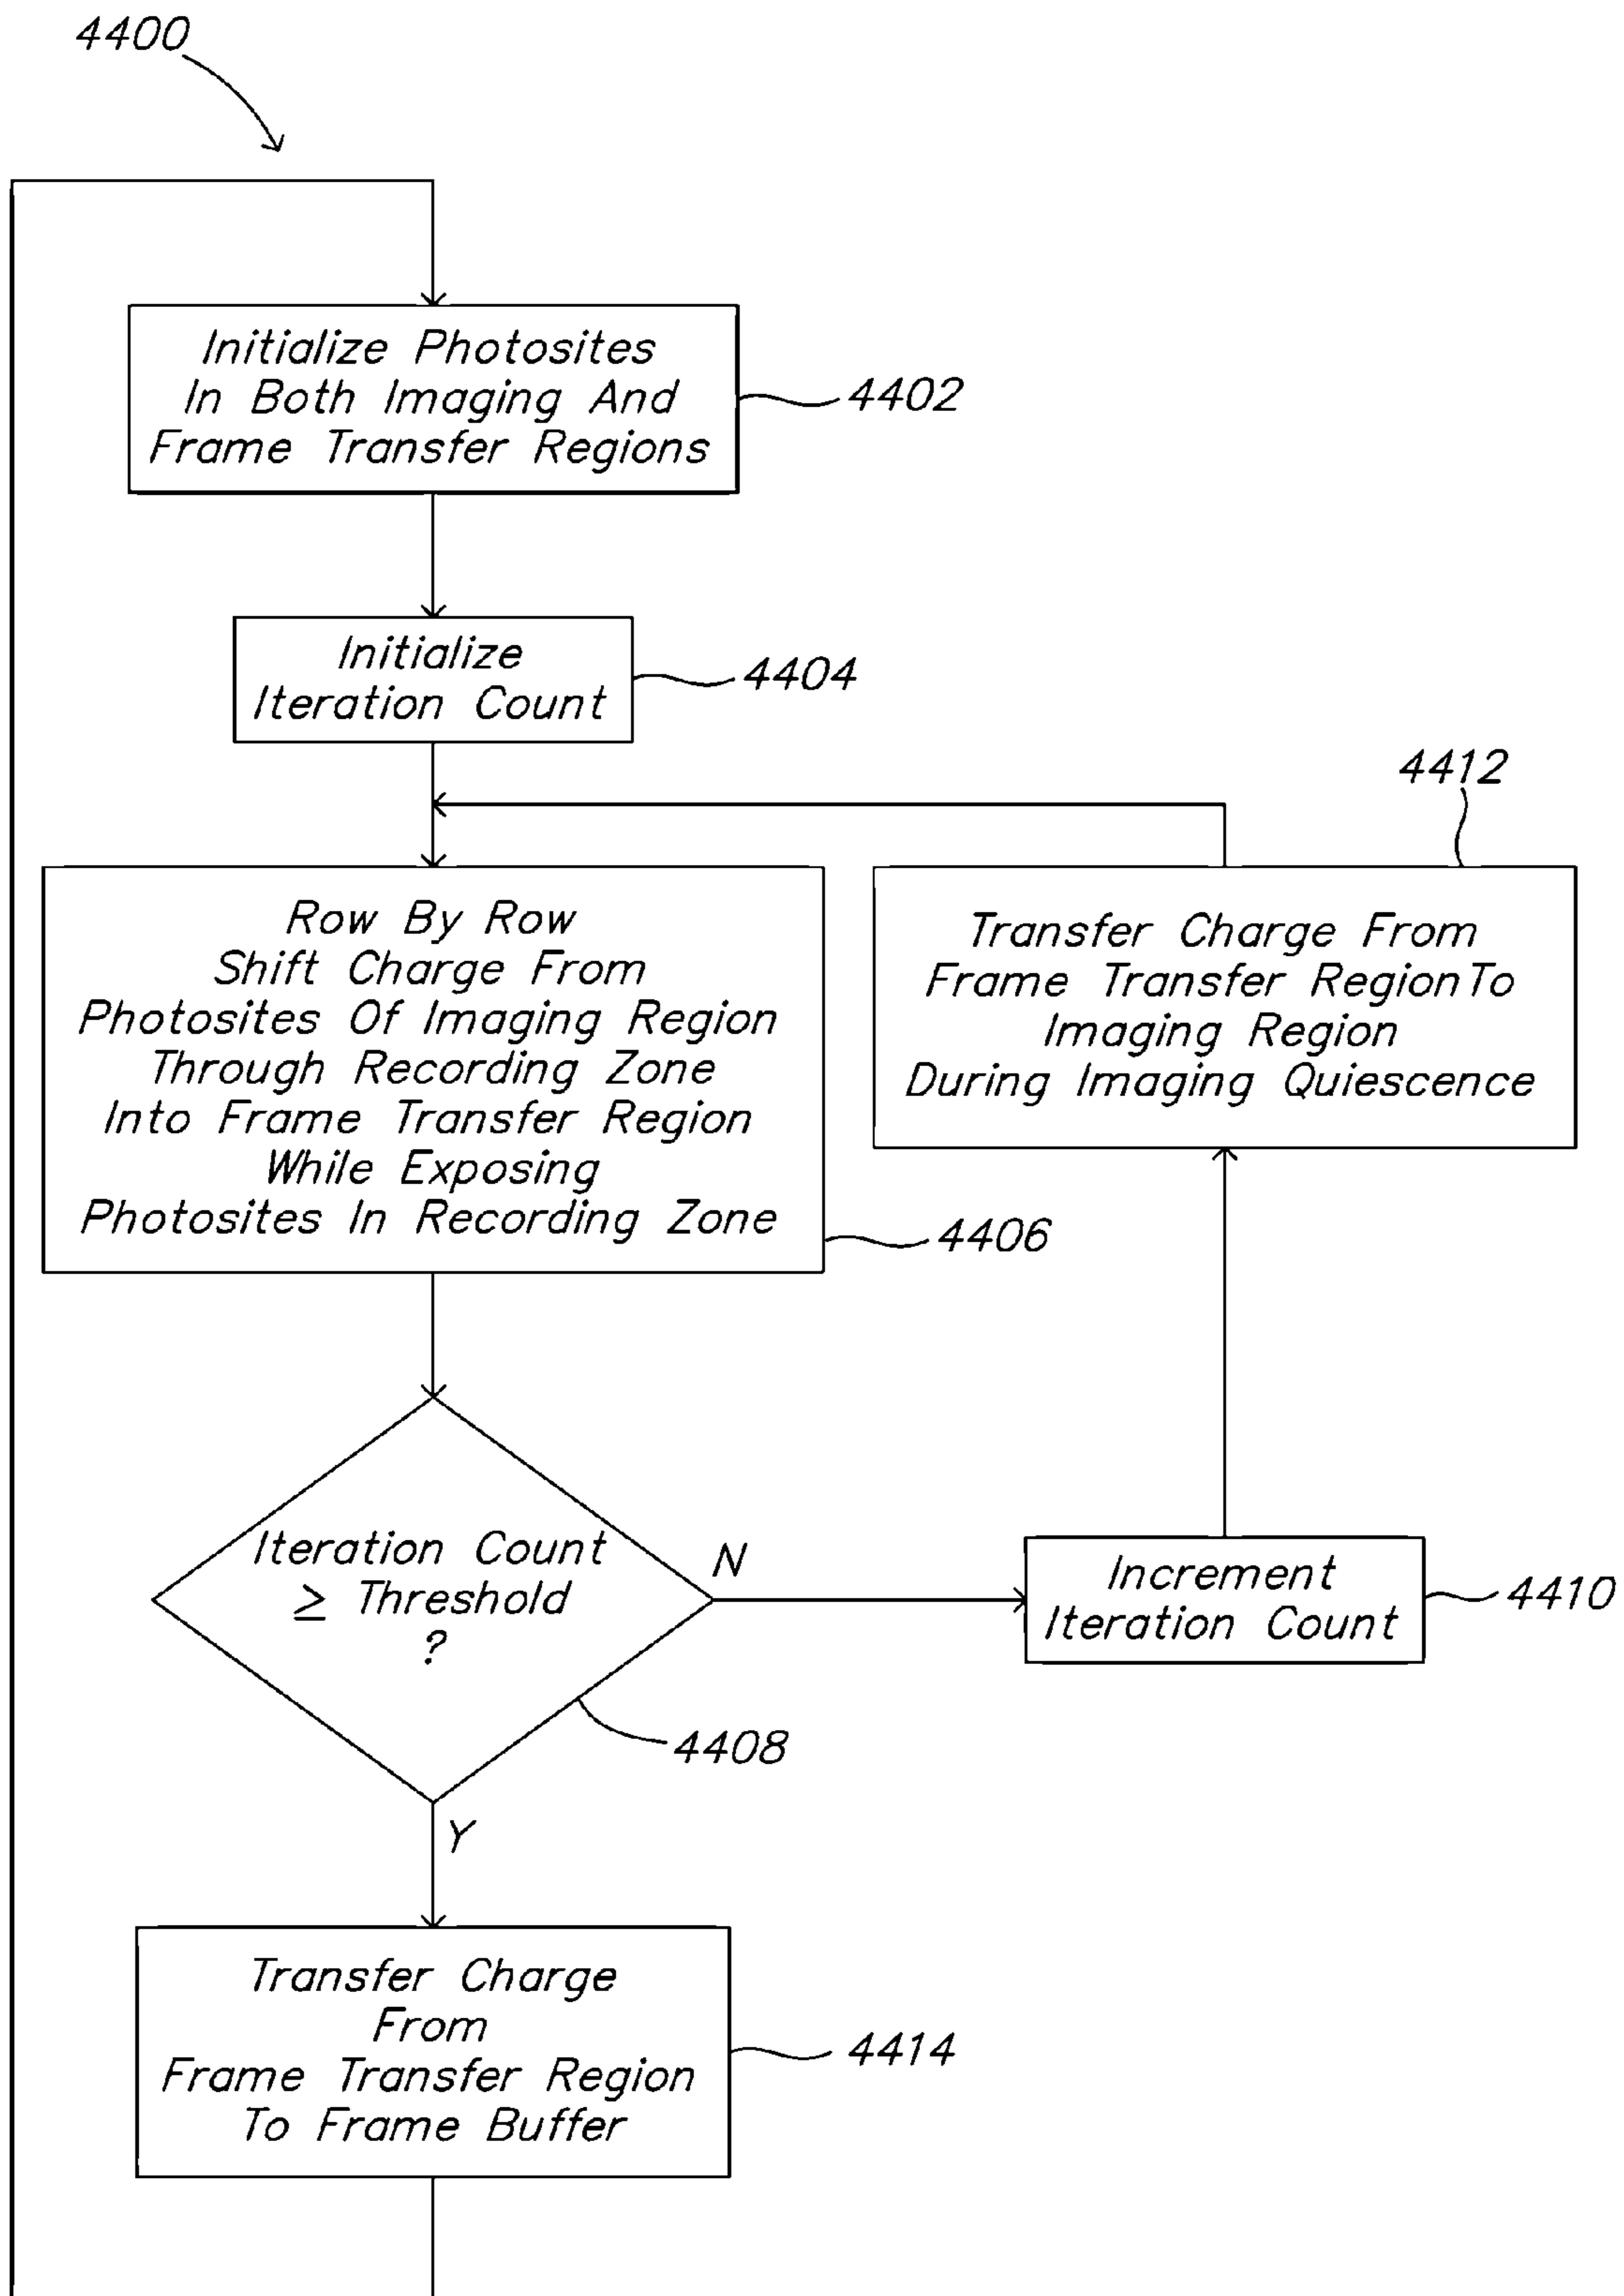 4400
Initialize Photosites
In Both Imaging And
Frame Transfer Regions
4402
Initialize
Iteration Count
4404
4412
Row By Row
Shift Charge From
Photosites Of Imaging Region
Through Recording Zone
Into Frame Transfer Region
While Exposing
Photosites In Recording Zone
4406
Transfer Charge From
Frame Transfer RegionTo
Imaging Region
During Imaging Quiescence
Iteration Count
≥ Threshold
?
N
4408
Increment
Iteration Count
4410
Y
Transfer Charge
From
Frame Transfer Region
To Frame Buffer
4414